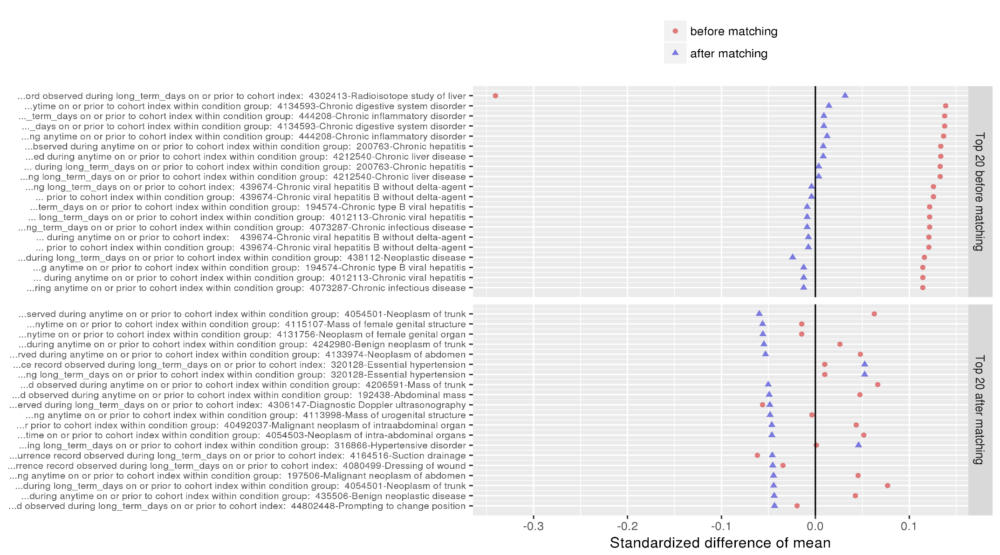 before matching
after matching
...ord observed during long_term_days on or prior to cohort index:  4302413-Radioisotope study of liver
...ytime on or prior to cohort index within condition group:  4134593-Chronic digestive system disorder
..._term_days on or prior to cohort index within condition group:  444208-Chronic inflammatory disorder
..._days on or prior to cohort index within condition group:  4134593-Chronic digestive system disorder
...ng anytime on or prior to cohort index within condition group:  444208-Chronic inflammatory disorder
...bserved during anytime on or prior to cohort index within condition group:  200763-Chronic hepatitis
...ed during anytime on or prior to cohort index within condition group:  4212540-Chronic liver disease
... during long_term_days on or prior to cohort index within condition group:  200763-Chronic hepatitis
...ng long_term_days on or prior to cohort index within condition group:  4212540-Chronic liver disease
...ng long_term_days on or prior to cohort index:  439674-Chronic viral hepatitis B without delta-agent
... prior to cohort index within condition group:  439674-Chronic viral hepatitis B without delta-agent
...term_days on or prior to cohort index within condition group:  194574-Chronic type B viral hepatitis
... long_term_days on or prior to cohort index within condition group:  4012113-Chronic viral hepatitis
...ng_term_days on or prior to cohort index within condition group:  4073287-Chronic infectious disease
... during anytime on or prior to cohort index:    439674-Chronic viral hepatitis B without delta-agent
... prior to cohort index within condition group:  439674-Chronic viral hepatitis B without delta-agent
...during long_term_days on or prior to cohort index within condition group:  438112-Neoplastic disease
...g anytime on or prior to cohort index within condition group:  194574-Chronic type B viral hepatitis
... during anytime on or prior to cohort index within condition group:  4012113-Chronic viral hepatitis
...ring anytime on or prior to cohort index within condition group:  4073287-Chronic infectious disease
Top 20 before matching
...served during anytime on or prior to cohort index within condition group:  4054501-Neoplasm of trunk
...nytime on or prior to cohort index within condition group:  4115107-Mass of female genital structure
...nytime on or prior to cohort index within condition group:  4131756-Neoplasm of female genital organ
...during anytime on or prior to cohort index within condition group:  4242980-Benign neoplasm of trunk
...rved during anytime on or prior to cohort index within condition group:  4133974-Neoplasm of abdomen
...ce record observed during long_term_days on or prior to cohort index:  320128-Essential hypertension
...ng long_term_days on or prior to cohort index within condition group:  320128-Essential hypertension
...d observed during anytime on or prior to cohort index within condition group:  4206591-Mass of trunk
...d observed during anytime on or prior to cohort index within condition group:  192438-Abdominal mass
...erved during long_term_days on or prior to cohort index:  4306147-Diagnostic Doppler ultrasonography
...ng anytime on or prior to cohort index within condition group:  4113998-Mass of urogenital structure
...r prior to cohort index within condition group:  40492037-Malignant neoplasm of intraabdominal organ
...time on or prior to cohort index within condition group:  4054503-Neoplasm of intra-abdominal organs
...ing long_term_days on or prior to cohort index within condition group:  316866-Hypertensive disorder
...urrence record observed during long_term_days on or prior to cohort index:  4164516-Suction drainage
...rrence record observed during long_term_days on or prior to cohort index:  4080499-Dressing of wound
...ng anytime on or prior to cohort index within condition group:  197506-Malignant neoplasm of abdomen
...during long_term_days on or prior to cohort index within condition group:  4054501-Neoplasm of trunk
...during anytime on or prior to cohort index within condition group:  435506-Benign neoplastic disease
...d observed during long_term_days on or prior to cohort index:  44802448-Prompting to change position
Top 20 after matching
-0.3 -0.2 -0.1 0.0 0.1
Standardized difference of mean